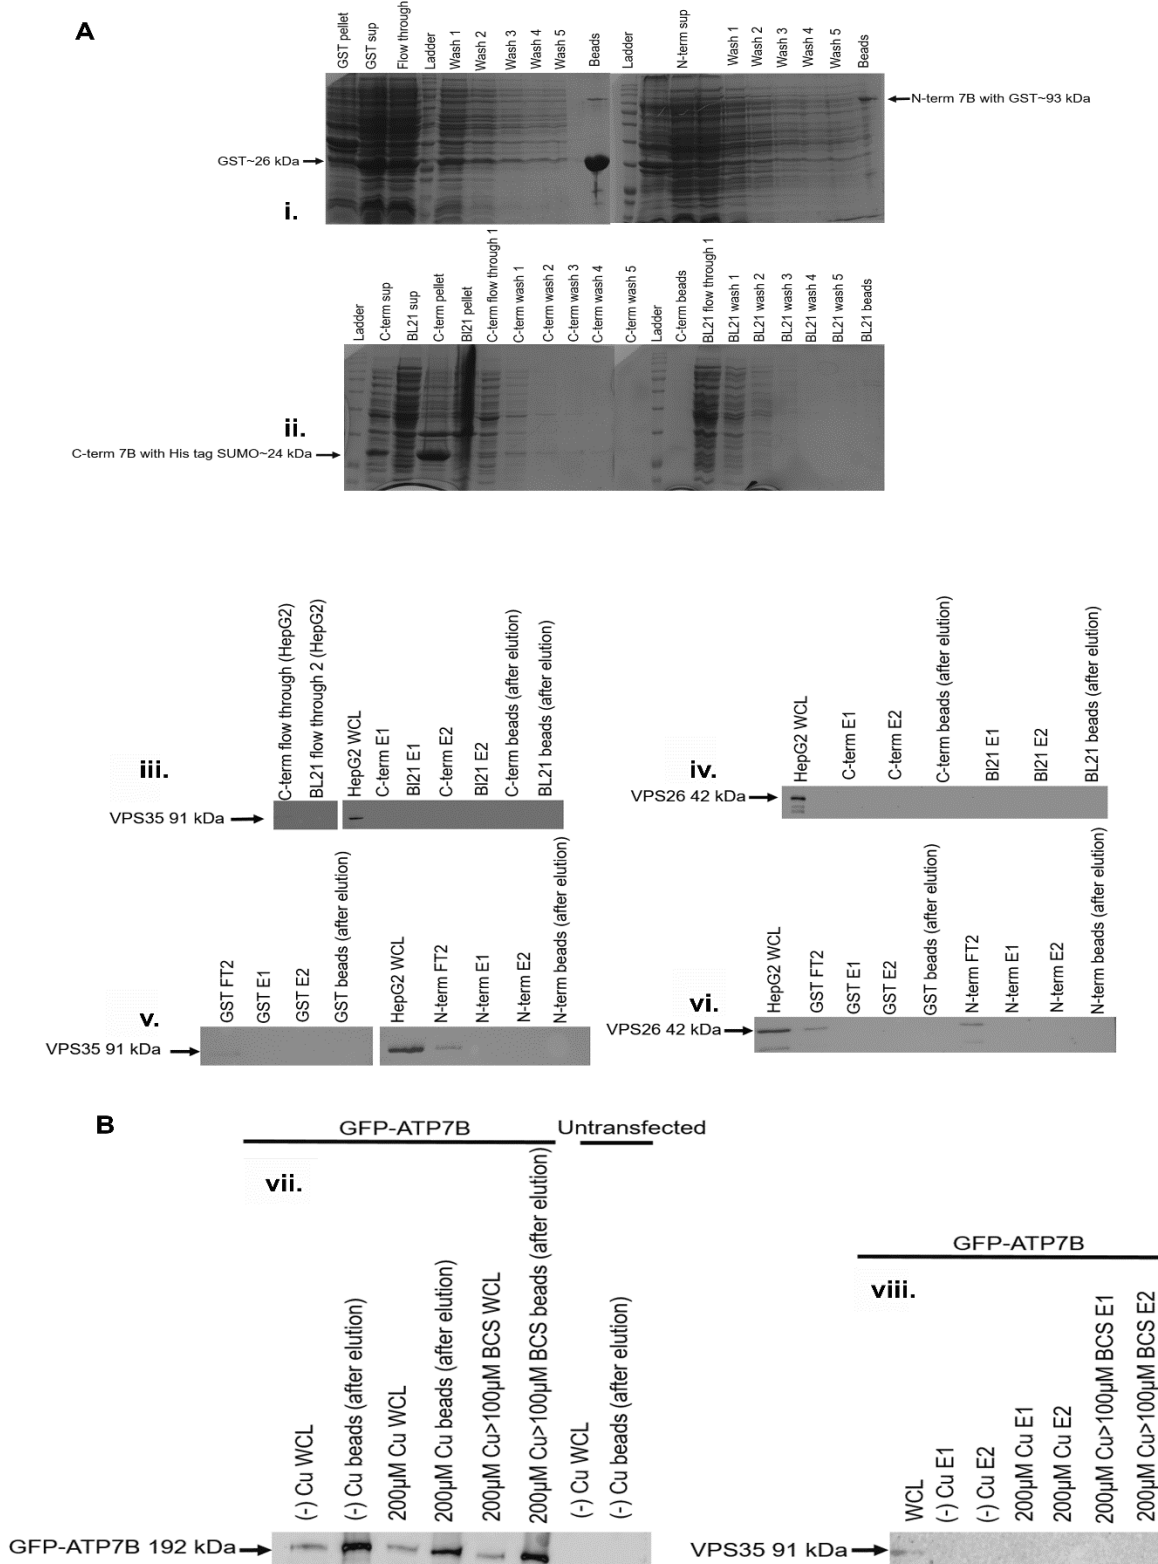 A
GST pellet
GST sup
Flow through
Ladder
Wash 1
Wash 2
Wash 3
Wash 4
Wash 5
Beads
Ladder
N-term sup
Wash 1
Wash 2
Wash 3
Wash 4
Wash 5
Beads
N-term 7B with GST~93 kDa
GST~26 kDa
i.
Ladder
C-term sup
BL21 sup
C-term pellet
Bl21 pellet
C-term flow through 1
C-term wash 1
C-term wash 2
C-term wash 3
C-term wash 4
C-term wash 5
Ladder
C-term beads
BL21 flow through 1
BL21 wash 1
BL21 wash 2
BL21 wash 3
BL21 wash 4
BL21 wash 5
BL21 beads
ii.
C-term 7B with His tag SUMO~24 kDa
C-term flow through (HepG2)
BL21 flow through 2 (HepG2)
HepG2 WCL
C-term E1
Bl21 E1
C-term E2
Bl21 E2
C-term beads (after elution)
BL21 beads (after elution)
iii.
VPS35 91 kDa
HepG2 WCL
C-term E1
C-term E2
C-term beads (after elution)
Bl21 E1
Bl21 E2
BL21 beads (after elution)
iv.
VPS26 42 kDa
GST FT2
GST E1
GST E2
GST beads (after elution)
HepG2 WCL
N-term FT2
N-term E1
N-term E2
N-term beads (after elution)
v.
VPS35 91 kDa
HepG2 WCL
GST FT2
GST E1
GST E2
GST beads (after elution)
N-term FT2
N-term E1
N-term E2
N-term beads (after elution)
vi.
VPS26 42 kDa
B
GFP-ATP7B
Untransfected
vii.
(-) Cu WCL
(-) Cu beads (after elution)
200µM Cu WCL
200µM Cu beads (after elution)
200µM Cu>100µM BCS WCL
200µM Cu>100µM BCS beads (after elution)
(-) Cu WCL
(-) Cu beads (after elution)
GFP-ATP7B 192 kDa
GFP-ATP7B
viii.
WCL
(-) Cu E1
(-) Cu E2
200µM Cu E1
200µM Cu E2
200µM Cu>100µM BCS E1
200µM Cu>100µM BCS E2
VPS35 91 kDa